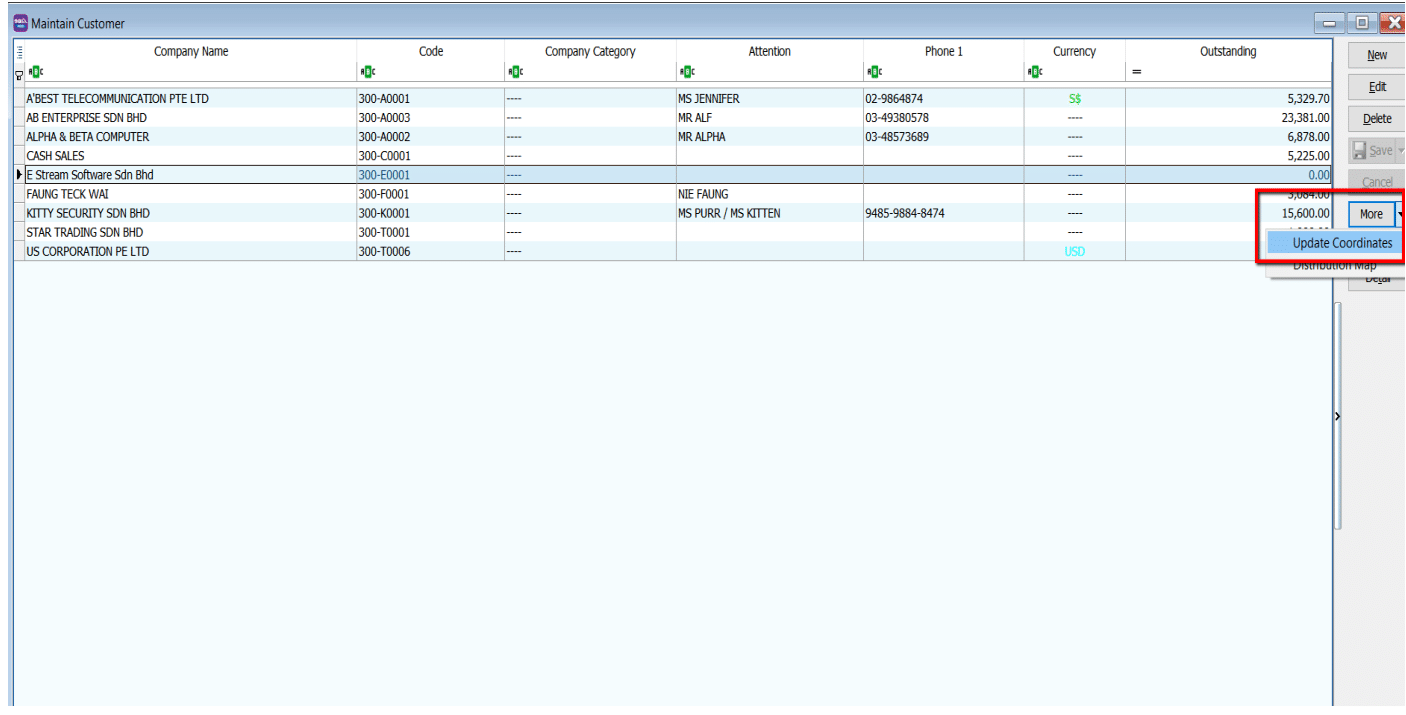 Maintain Customer
Company Name Code Company Category Attention Phone 1 Currency Outstanding
=
A'BEST TELECOMMUNICATION PTE LTD 300-A0001 ---- MS JENNIFER 02-9864874 S$ 5,329.70
AB ENTERPRISE SDN BHD 300-A0003 ---- MR ALF 03-49380578 ---- 23,381.00
ALPHA & BETA COMPUTER 300-A0002 ---- MR ALPHA 03-48573689 ---- 6,878.00
CASH SALES 300-C0001 ---- ---- 5,225.00
E Stream Software Sdn Bhd 300-E0001 ---- ---- 0.00
FAUNG TECK WAI 300-F0001 ---- NIE FAUNG ---- 3,684.00
KITTY SECURITY SDN BHD 300-K0001 ---- MS PURR / MS KITTEN 9485-9884-8474 ---- 15,600.00
STAR TRADING SDN BHD 300-T0001 ---- ----
US CORPORATION PE LTD 300-T0006 ---- USD
New
Edit
Delete
Save
Cancel
More
Update Coordinates
Distribution Map
Detail